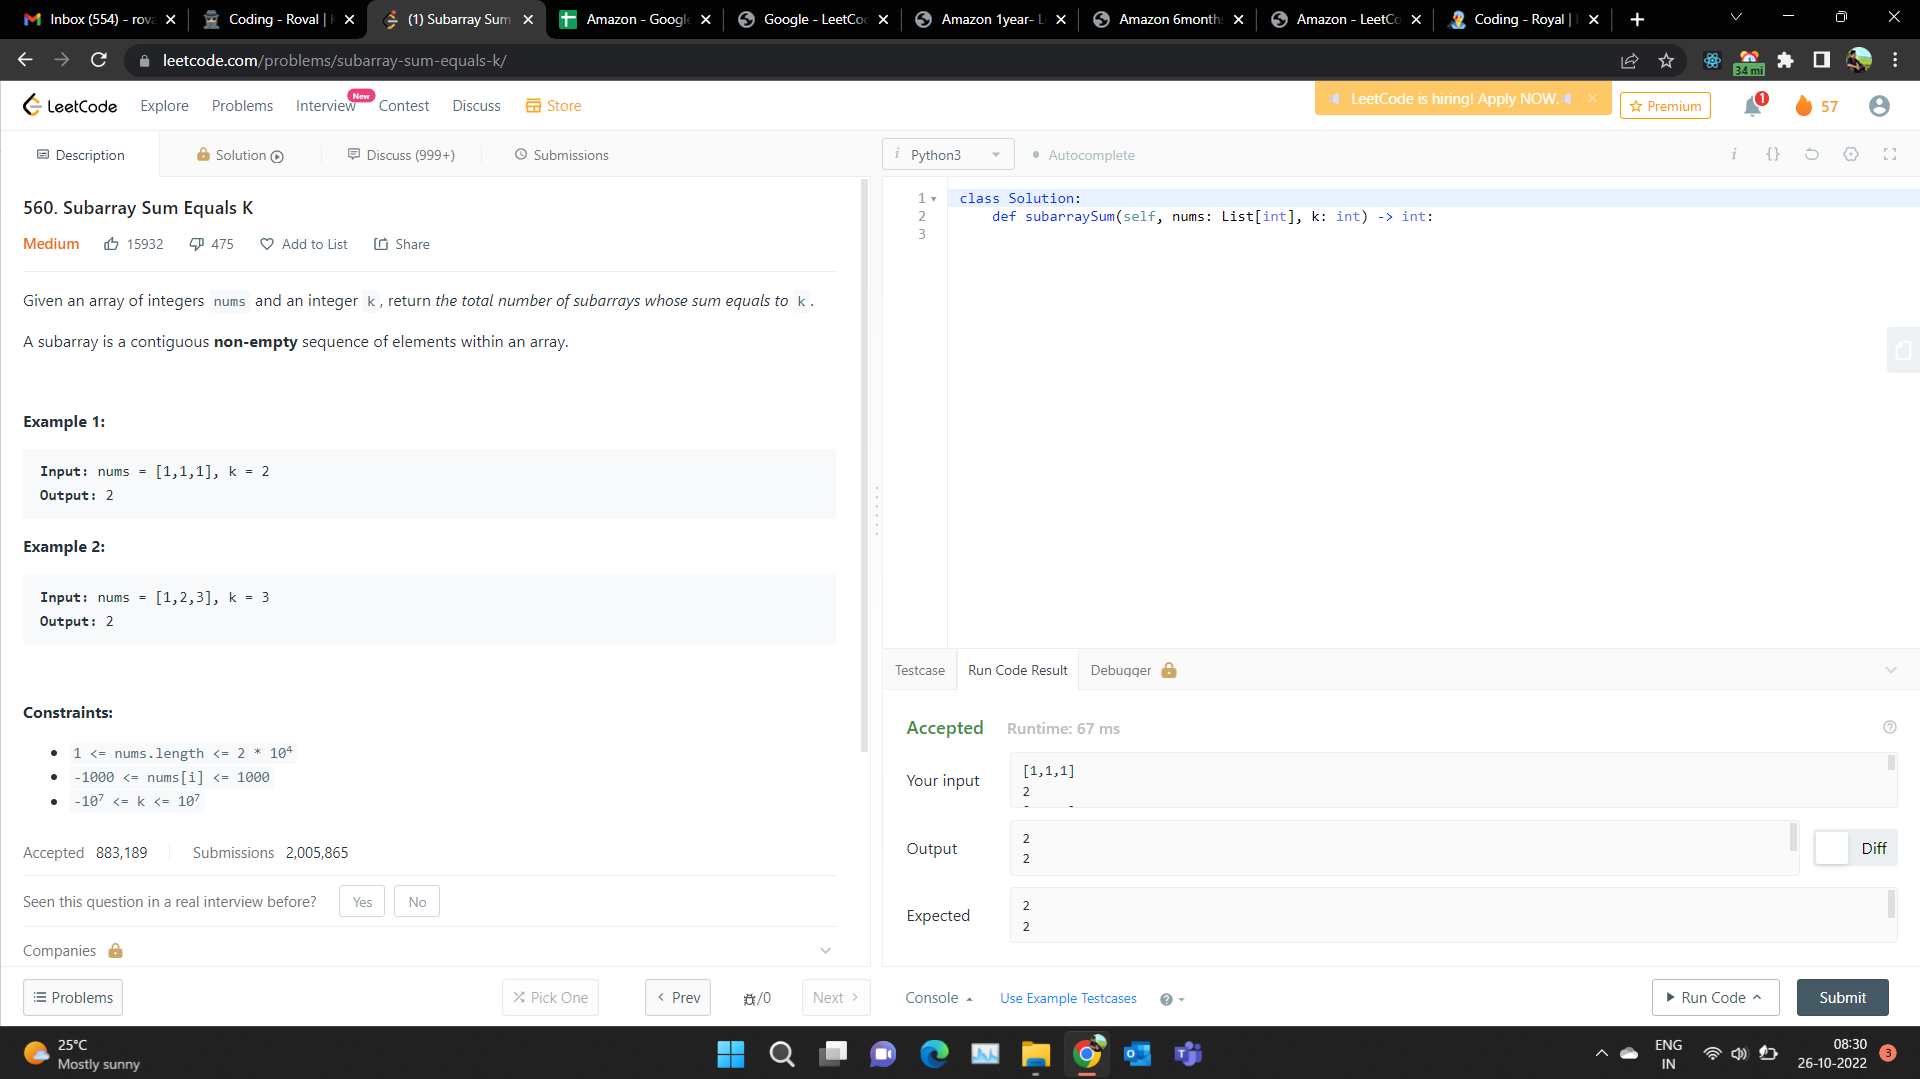 Inbox (554) - rova
Coding - Roval |
(1) Subarray Sum
Amazon - Google
Google - LeetCo
Amazon 1year- L
Amazon 6months
Amazon - LeetCo
Coding - Royal |
leetcode.com/problems/subarray-sum-equals-k/
34 mi
LeetCode
Explore
Problems
Interview
New
Contest
Discuss
Store
LeetCode is hiring! Apply NOW.
Premium
1
57
Description
Solution
Discuss (999+)
Submissions
i Python3
Autocomplete
i {}
560. Subarray Sum Equals K
Medium 15932 475 Add to List Share
Given an array of integers nums and an integer k, return the total number of subarrays whose sum equals to k.
A subarray is a contiguous non-empty sequence of elements within an array.
Example 1:
Input: nums = [1,1,1], k = 2
Output: 2
Example 2:
Input: nums = [1,2,3], k = 3
Output: 2
Constraints:
• 1 <= nums.length <= 2 * 10⁴
• -1000 <= nums[i] <= 1000
• -10⁷ <= k <= 10⁷
Accepted 883,189 Submissions 2,005,865
Seen this question in a real interview before? Yes No
Companies
Problems
Pick One
Prev
/0
Next
1 class Solution:
2 def subarraySum(self, nums: List[int], k: int) -> int:
3
Testcase
Run Code Result
Debugger
Accepted Runtime: 67 ms
Your input
[1,1,1]
2
Output
2
2
Diff
Expected
2
2
Console
Use Example Testcases
Run Code
Submit
25°C
Mostly sunny
ENG
IN
08:30
26-10-2022
3